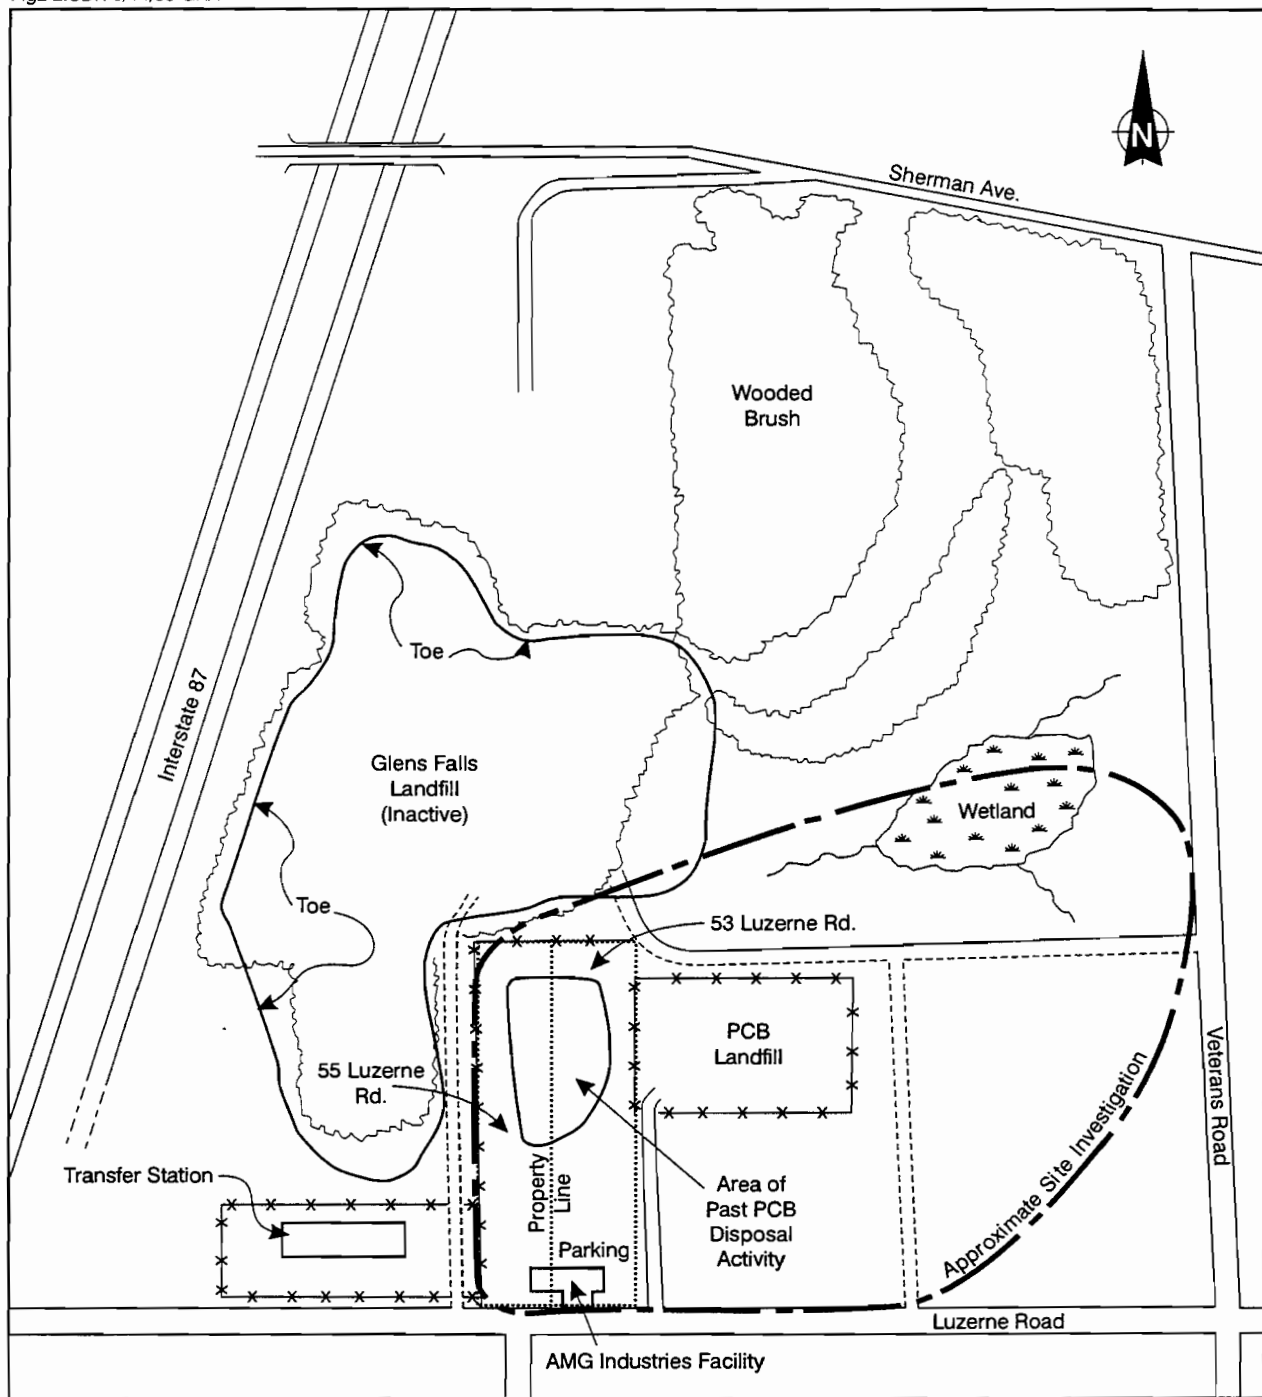 N
Sherman Ave.
Wooded
Brush
Toe
Interstate 87
Glens Falls
Landfill
(Inactive)
Wetland
Toe
53 Luzerne Rd.
PCB
Landfill
55 Luzerne
Rd.
Veterans Road
Approximate Site Investigation
Transfer Station
Property
Line
Area of
Past PCB
Disposal
Activity
Parking
Luzerne Road
AMG Industries Facility